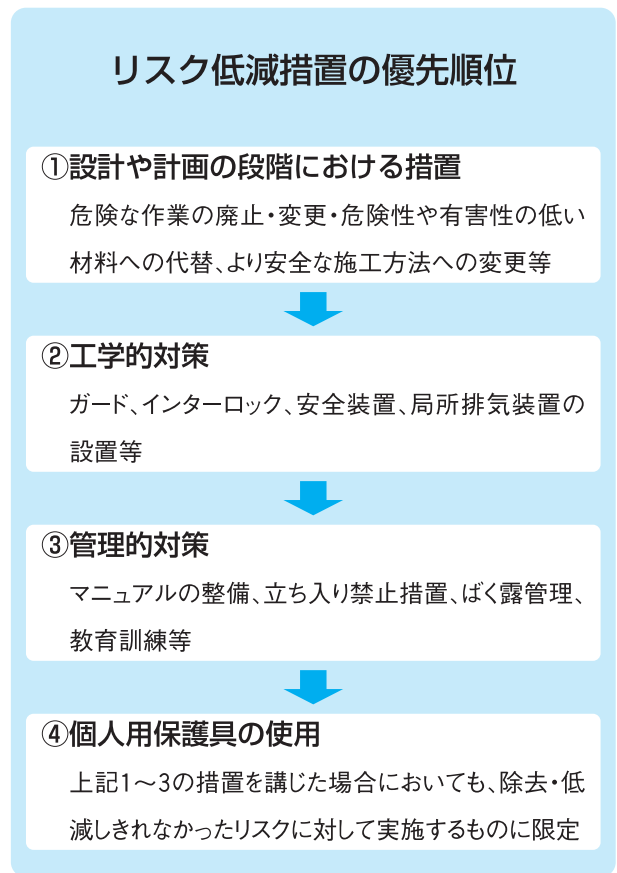 リスク低減措置の優先順位
①設計や計画の段階における措置
危険な作業の廃止・変更・危険性や有害性の低い
材料への代替、より安全な施工方法への変更等
②工学的対策
ガード、インターロック、安全装置、局所排気装置の
設置等
③管理的対策
マニュアルの整備、立ち入り禁止措置、ばく露管理、
教育訓練等
④個人用保護具の使用
上記1～3の措置を講じた場合においても、除去・低
減しきれなかったリスクに対して実施するものに限定